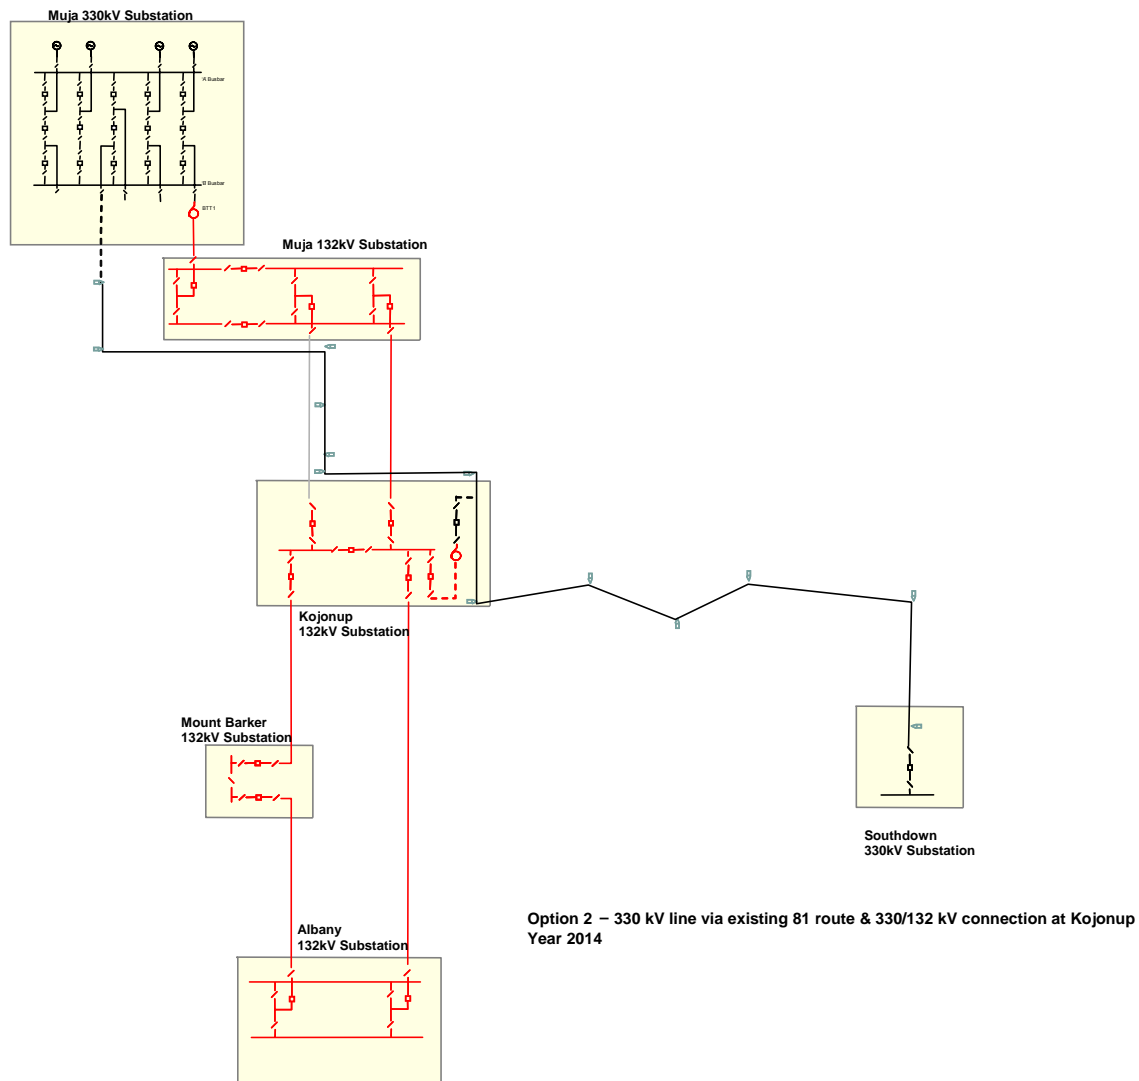 Muja 330kV Substation
'A' Busbar
'B' Busbar
BTT1
Muja 132kV Substation
Kojonup
132kV Substation
Mount Barker
132kV Substation
Southdown
330kV Substation
Option 2 – 330 kV line via existing 81 route & 330/132 kV connection at Kojonup
Year 2014
Albany
132kV Substation